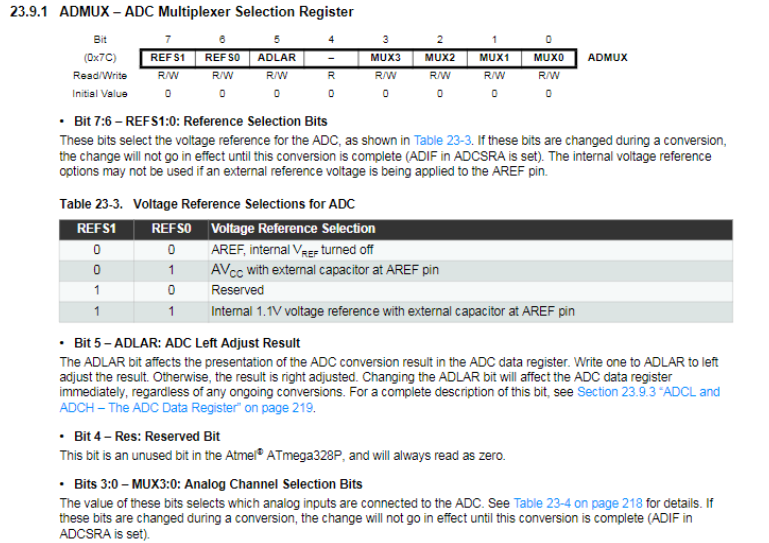 23.9.1 ADMUX – ADC Multiplexer Selection Register
Bit 7 6 5 4 3 2 1 0
(0x7C) REFS1 REFS0 ADLAR – MUX3 MUX2 MUX1 MUX0 ADMUX
Read/Write R/W R/W R/W R R/W R/W R/W R/W
Initial Value 0 0 0 0 0 0 0 0
• Bit 7:6 – REFS1:0: Reference Selection Bits
These bits select the voltage reference for the ADC, as shown in Table 23-3. If these bits are changed during a conversion,
the change will not go in effect until this conversion is complete (ADIF in ADCSRA is set). The internal voltage reference
options may not be used if an external reference voltage is being applied to the AREF pin.
Table 23-3. Voltage Reference Selections for ADC
REFS1 REFS0 Voltage Reference Selection
0 0 AREF, internal VREF turned off
0 1 AVCC with external capacitor at AREF pin
1 0 Reserved
1 1 Internal 1.1V voltage reference with external capacitor at AREF pin
• Bit 5 – ADLAR: ADC Left Adjust Result
The ADLAR bit affects the presentation of the ADC conversion result in the ADC data register. Write one to ADLAR to left
adjust the result. Otherwise, the result is right adjusted. Changing the ADLAR bit will affect the ADC data register
immediately, regardless of any ongoing conversions. For a complete description of this bit, see Section 23.9.3 “ADCL and
ADCH – The ADC Data Register” on page 219.
• Bit 4 – Res: Reserved Bit
This bit is an unused bit in the Atmel® ATmega328P, and will always read as zero.
• Bits 3:0 – MUX3:0: Analog Channel Selection Bits
The value of these bits selects which analog inputs are connected to the ADC. See Table 23-4 on page 218 for details. If
these bits are changed during a conversion, the change will not go in effect until this conversion is complete (ADIF in
ADCSRA is set).